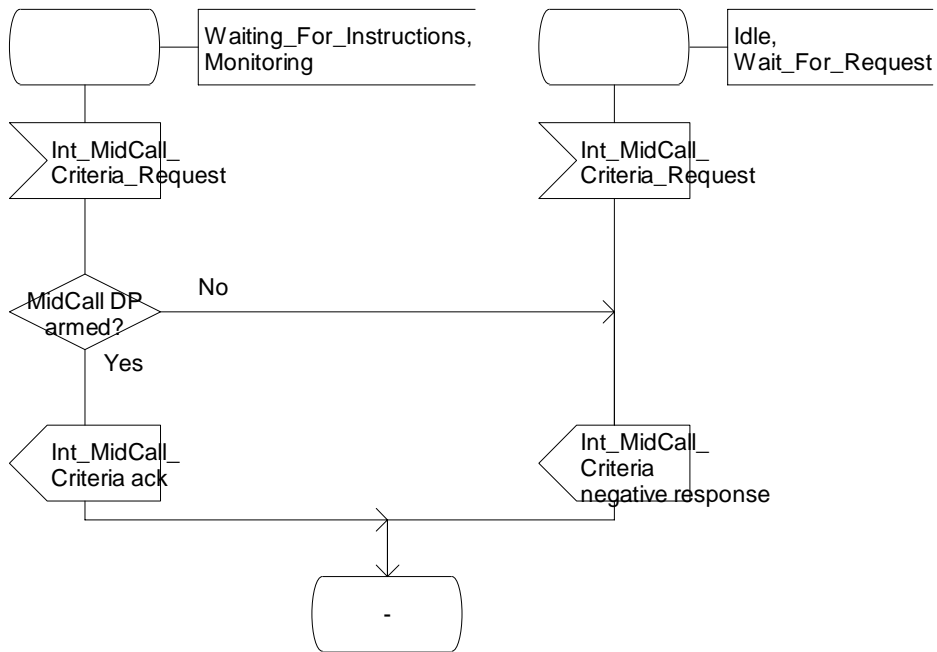 Waiting_For_Instructions,
Monitoring
Idle,
Wait_For_Request
Int_MidCall_
Criteria_Request
Int_MidCall_
Criteria_Request
MidCall DP
armed?
No
Yes
Int_MidCall_
Criteria ack
Int_MidCall_
Criteria
negative response
-